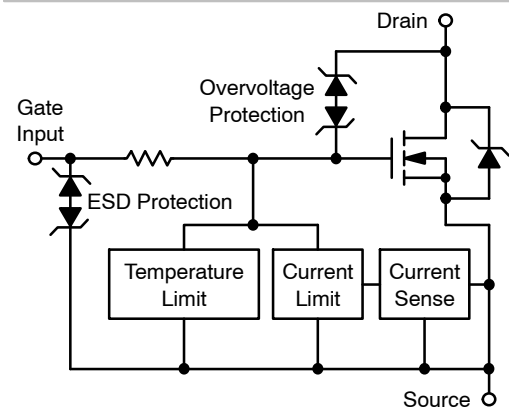 Drain
Overvoltage
Protection
Gate
Input
ESD Protection
Temperature
Limit
Current
Limit
Current
Sense
Source